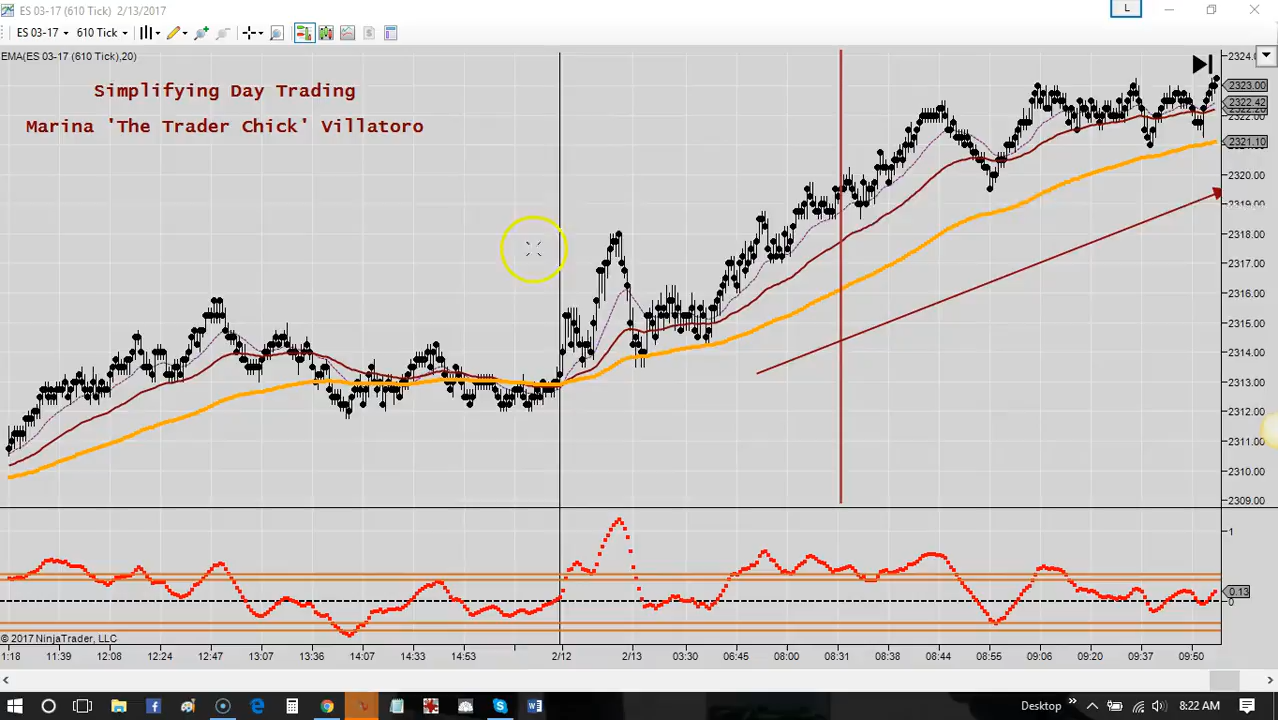 ES 03-17 (610 Tick) 2/13/2017
L
ES 03-17 610 Tick
EMA(ES 03-17 (610 Tick),20)
Simplifying Day Trading
Marina 'The Trader Chick' Villatoro
2324.
2323.00
2322.42
2322.00
2321.10
2320.00
2319.00
2318.00
2317.00
2316.00
2315.00
2314.00
2313.00
2312.00
2311.00
2310.00
2309.00
1
0.13
0
© 2017 NinjaTrader, LLC
1:18 11:39 12:08 12:24 12:47 13:07 13:36 14:07 14:33 14:53 2/12 2/13 03:30 06:45 08:00 08:31 08:38 08:44 08:55 09:06 09:20 09:37 09:50
Desktop 8:22 AM